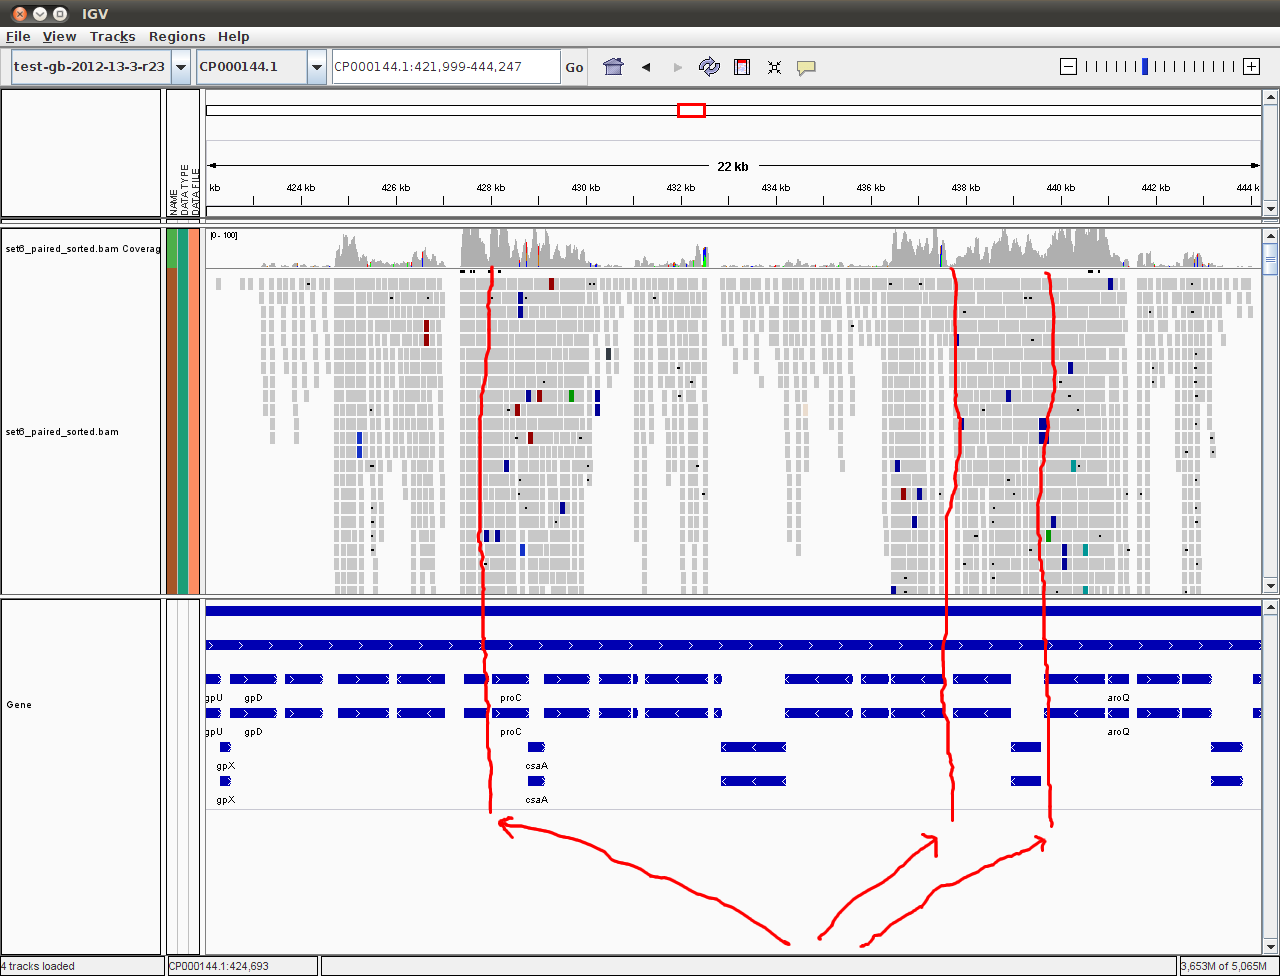 IGV
File View Tracks Regions Help
test-gb-2012-13-3-r23 CP000144.1 CP000144.1:421,999-444,247 Go
NAME
DATA TYPE
DATA FILE
22 kb
kb 424 kb 426 kb 428 kb 430 kb 432 kb 434 kb 436 kb 438 kb 440 kb 442 kb 444 k
set6_paired_sorted.bam Coverag
[0 - 100]
set6_paired_sorted.bam
Gene
gpU gpD proC aroQ
gpU gpD proC aroQ
gpX csaA
gpX csaA
4 tracks loaded CP000144.1:424,693 3,653M of 5,065M